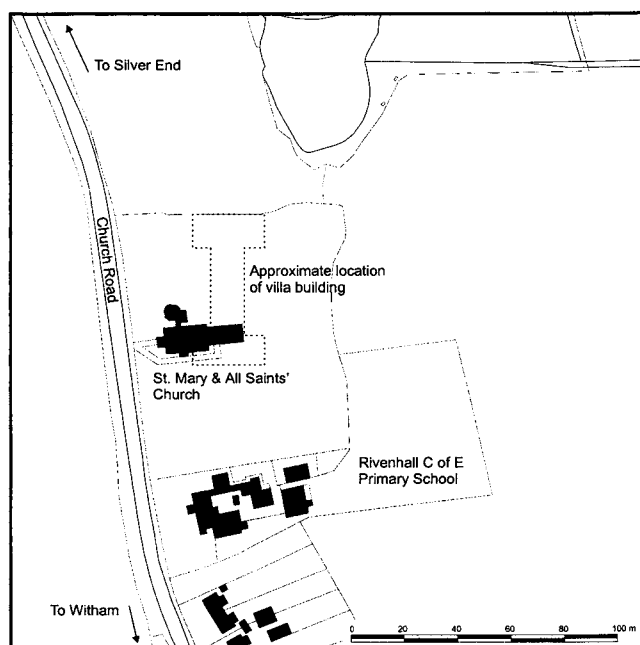 To Silver End
Church Road
Approximate location
of villa building
St. Mary & All Saints'
Church
Rivenhall C of E
Primary School
To Witham
0 20 40 60 80 100 m